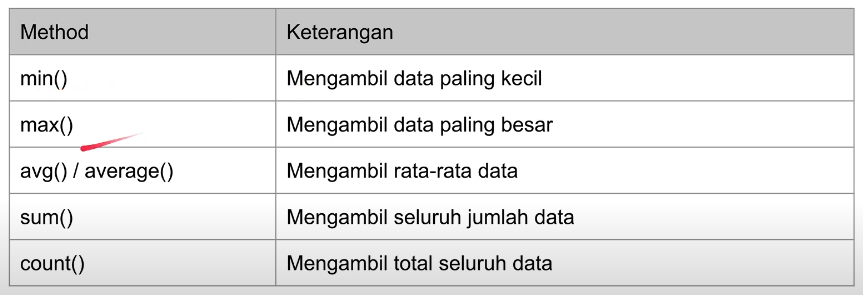 Method Keterangan
min() Mengambil data paling kecil
max() Mengambil data paling besar
avg() / average() Mengambil rata-rata data
sum() Mengambil seluruh jumlah data
count() Mengambil total seluruh data